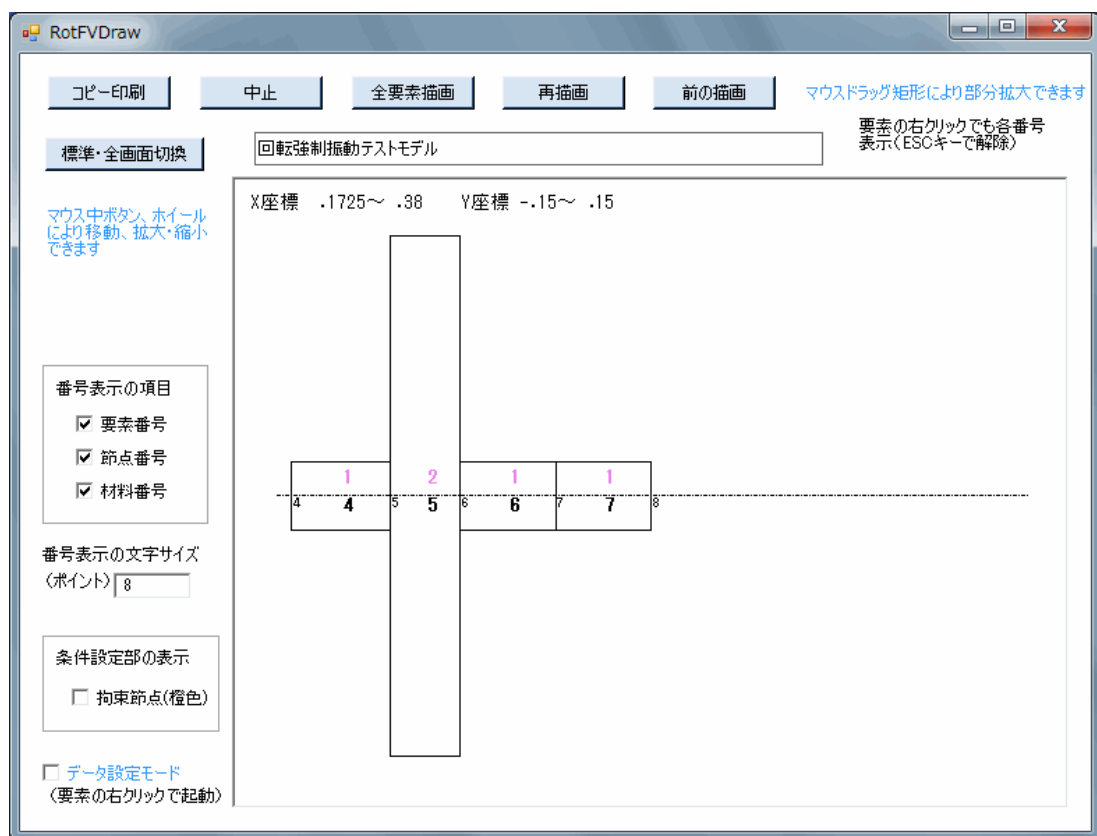 RotFVDraw
コピー印刷 中止 全要素描画 再描画 前の描画 マウスドラッグ矩形により部分拡大できます
標準・全画面切換 回転強制振動テストモデル 要素の右クリックでも各番号
表示(ESCキーで解除)
X座標 .1725～ .38 Y座標 -.15～ .15
マウス中ボタン、ホイール
により移動、拡大・縮小
できます
番号表示の項目
要素番号
節点番号
材料番号
1 2 1 1
4 4 5 5 6 6 7 7 8
番号表示の文字サイズ
(ポイント) 8
条件設定部の表示
拘束節点(橙色)
データ設定モード
(要素の右クリックで起動)